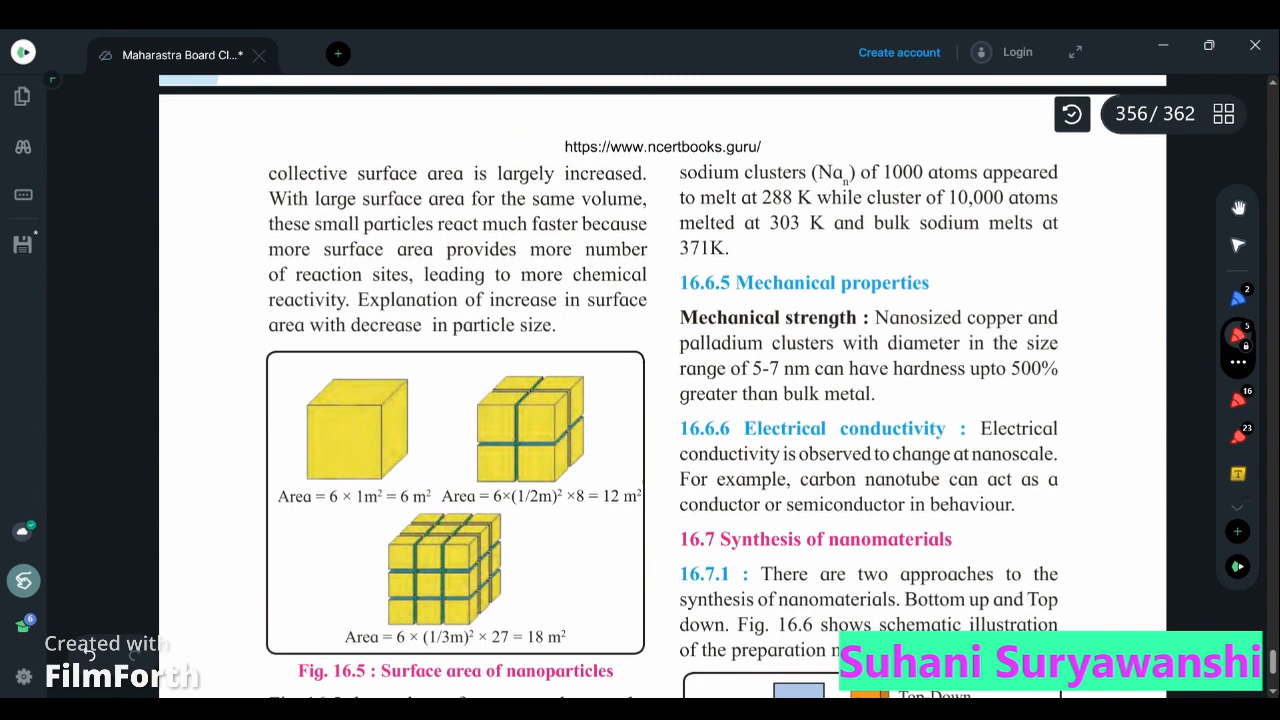 Maharastra Board Cl...*
Create account
Login
356/ 362
https://www.ncertbooks.guru/
collective surface area is largely increased.
With large surface area for the same volume,
these small particles react much faster because
more surface area provides more number
of reaction sites, leading to more chemical
reactivity. Explanation of increase in surface
area with decrease in particle size.
Area = 6 × 1m² = 6 m²
Area = 6×(1/2m)² ×8 = 12 m²
Area = 6 × (1/3m)² × 27 = 18 m²
Fig. 16.5 : Surface area of nanoparticles
sodium clusters (Naₙ) of 1000 atoms appeared
to melt at 288 K while cluster of 10,000 atoms
melted at 303 K and bulk sodium melts at
371K.
16.6.5 Mechanical properties
Mechanical strength : Nanosized copper and
palladium clusters with diameter in the size
range of 5-7 nm can have hardness upto 500%
greater than bulk metal.
16.6.6 Electrical conductivity : Electrical
conductivity is observed to change at nanoscale.
For example, carbon nanotube can act as a
conductor or semiconductor in behaviour.
16.7 Synthesis of nanomaterials
16.7.1 : There are two approaches to the
synthesis of nanomaterials. Bottom up and Top
down. Fig. 16.6 shows schematic illustration
of the preparation
2
5
16
23
T
6
Created with
FilmForth
Suhani Suryawanshi